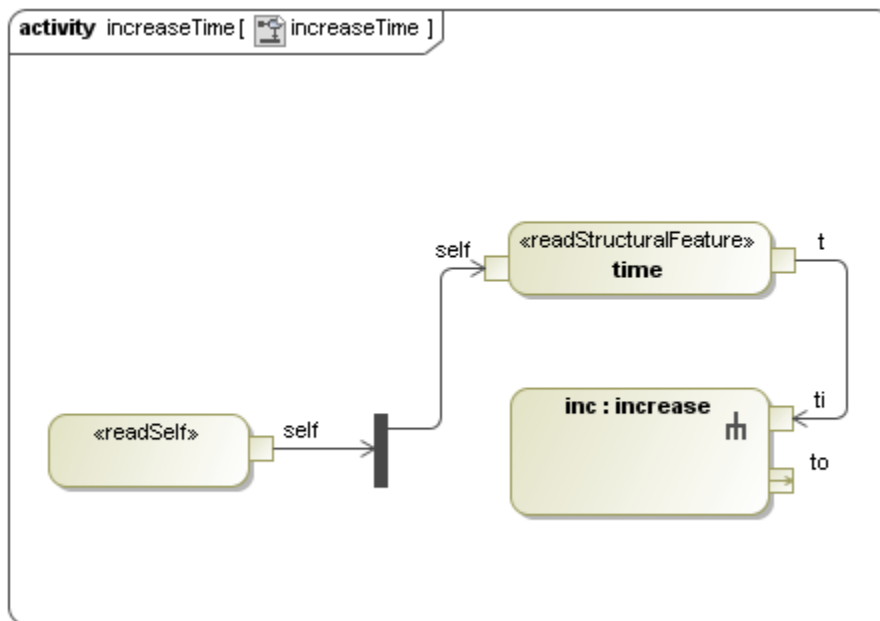 activity increaseTime[ increaseTime ]
«readStructuralFeature»
time
self
t
inc : increase
ti
to
«readSelf»
self